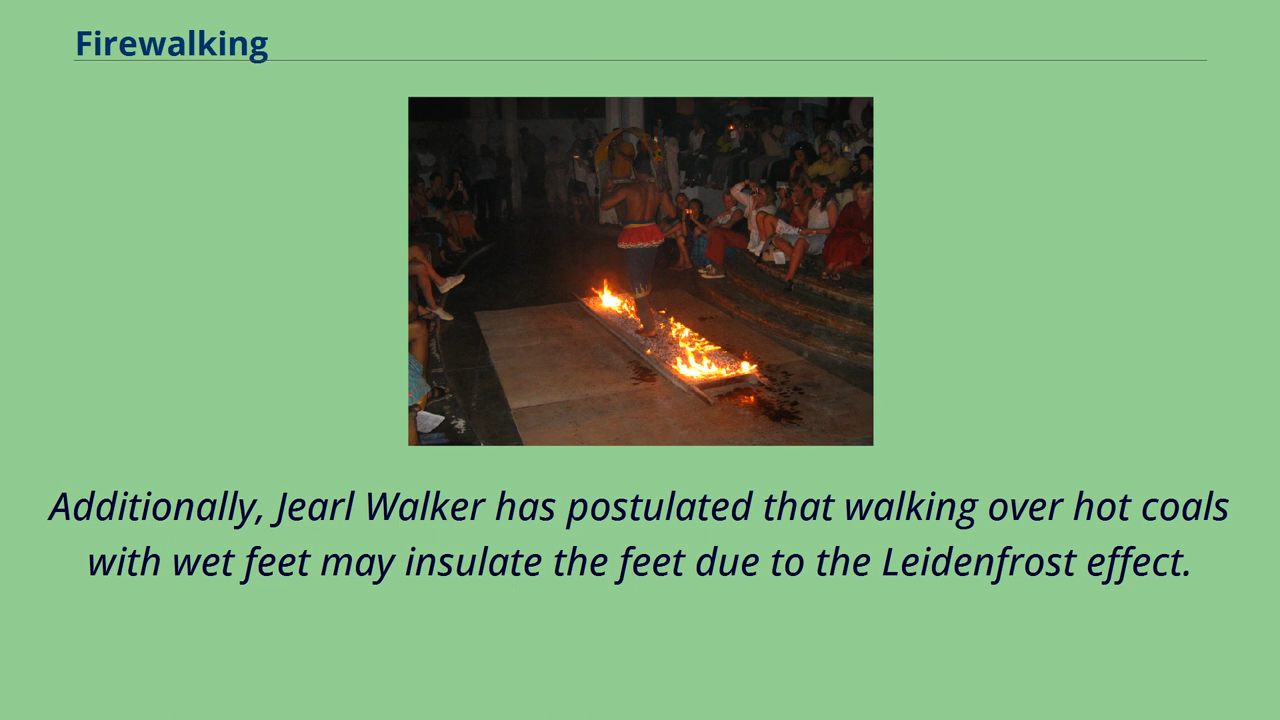 Firewalking
Additionally, Jearl Walker has postulated that walking over hot coals
with wet feet may insulate the feet due to the Leidenfrost effect.